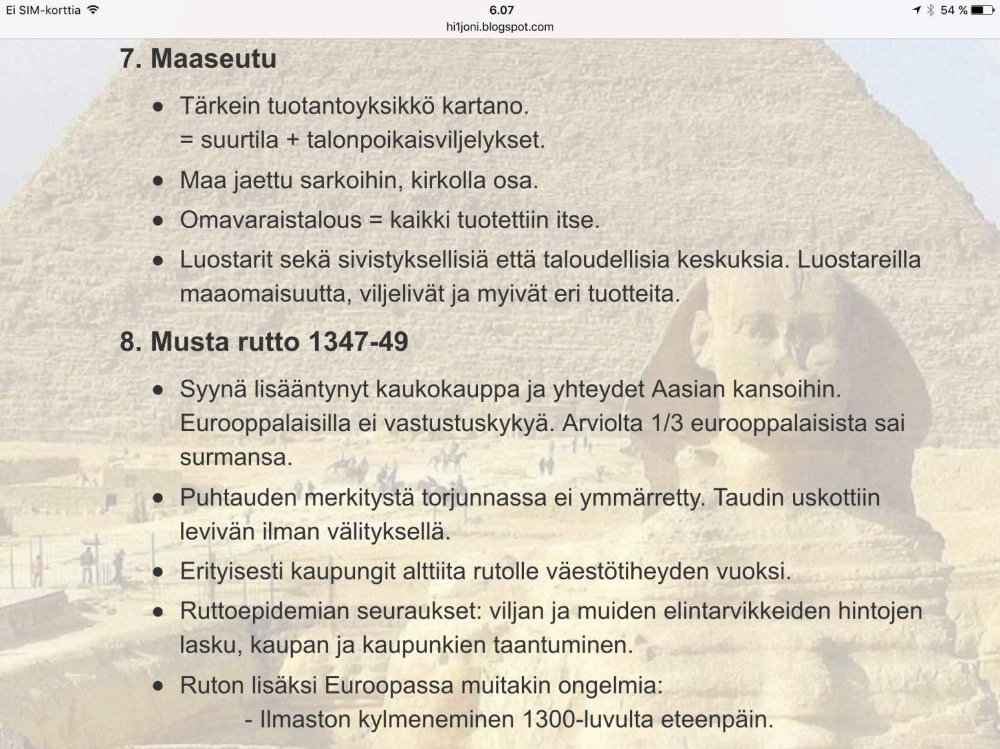 Ei SIM-korttia
6.07
54 %
hi1joni.blogspot.com
7. Maaseutu
● Tärkein tuotantoyksikkö kartano.
= suurtila + talonpoikaisviljelykset.
● Maa jaettu sarkoihin, kirkolla osa.
● Omavaraistalous = kaikki tuotettiin itse.
● Luostarit sekä sivistyksellisiä että taloudellisia keskuksia. Luostareilla
maaomaisuutta, viljelivät ja myivät eri tuotteita.
8. Musta rutto 1347-49
● Syynä lisääntynyt kaukokauppa ja yhteydet Aasian kansoihin.
Eurooppalaisilla ei vastustuskykyä. Arviolta 1/3 eurooppalaisista sai
surmansa.
● Puhtauden merkitystä torjunnassa ei ymmärretty. Taudin uskottiin
levivän ilman välityksellä.
● Erityisesti kaupungit alttiita rutolle väestötiheyden vuoksi.
● Ruttoepidemian seuraukset: viljan ja muiden elintarvikkeiden hintojen
lasku, kaupan ja kaupunkien taantuminen.
● Ruton lisäksi Euroopassa muitakin ongelmia:
- Ilmaston kylmeneminen 1300-luvulta eteenpäin.